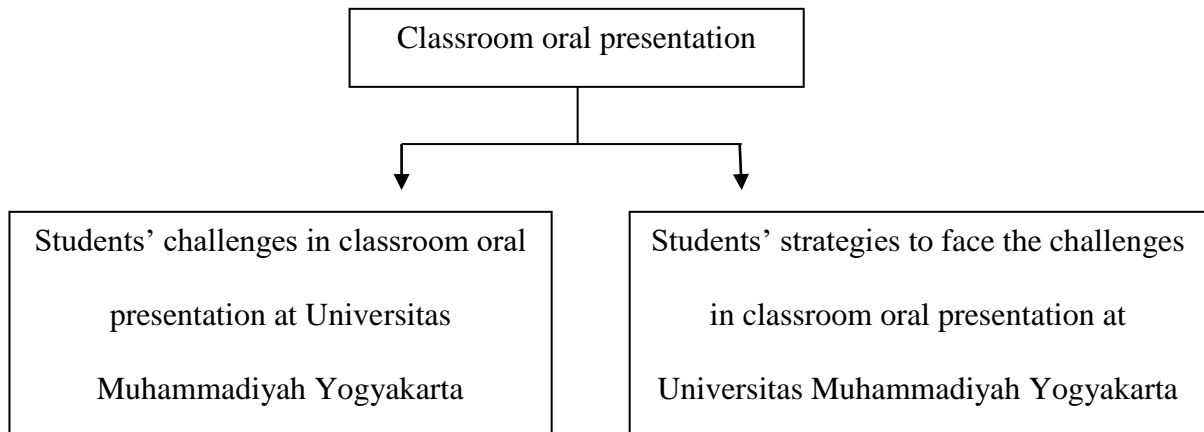 Classroom oral presentation
Students’ challenges in classroom oral
presentation at Universitas
Muhammadiyah Yogyakarta
Students’ strategies to face the challenges
in classroom oral presentation at
Universitas Muhammadiyah Yogyakarta